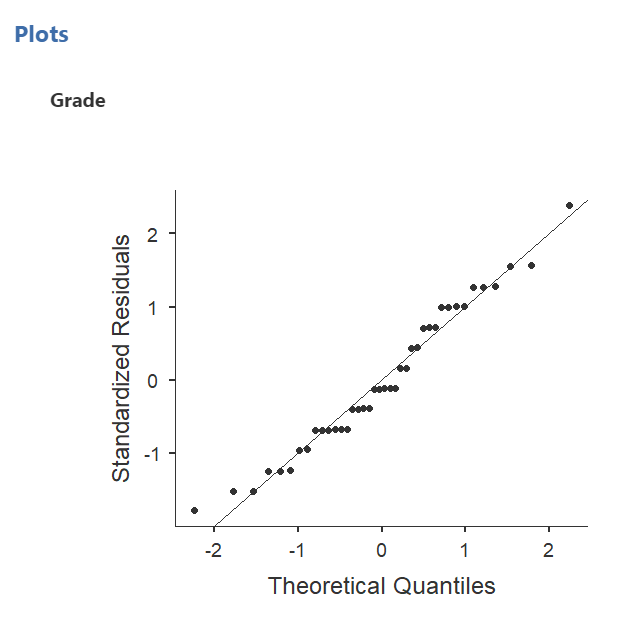 Plots
Grade
Standardized Residuals
2
1
0
-1
-2
-1
0
1
2
Theoretical Quantiles